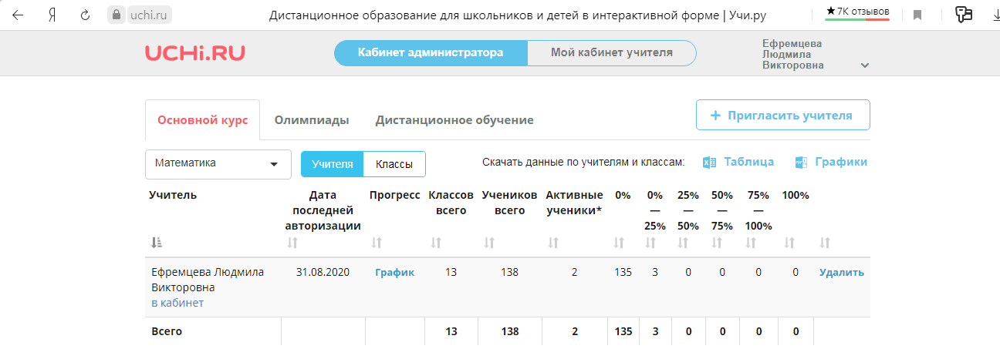 uchi.ru
Дистанционное образование для школьников и детей в интерактивной форме | Учи.ру
★7K отзывов
UCHi.RU
Кабинет администратора
Мой кабинет учителя
Ефремцева
Людмила
Викторовна
Основной курс
Олимпиады
Дистанционное обучение
+ Пригласить учителя
Математика
Учителя
Классы
Скачать данные по учителям и классам:
Таблица
Графики
Учитель
Дата
последней
авторизации
Прогресс
Классов
всего
Учеников
всего
Активные
ученики*
0%
0%
—
25%
25%
—
50%
50%
—
75%
75%
—
100%
100%
Ефремцева Людмила
Викторовна
в кабинет
31.08.2020
График
13
138
2
135
3
0
0
0
0
Удалить
Всего
13
138
2
135
3
0
0
0
0